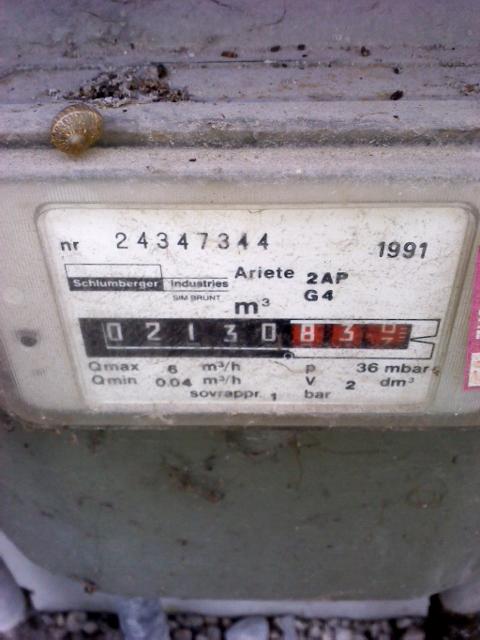 nr 24347344 1991
Schlumberger Industries Ariete 2AP
SIM BRUNT m³ G4
02130 83
Qmax 6 m³/h p 36 mbar
Qmin 0.04 m³/h V 2 dm³
sovrappr. 1 bar